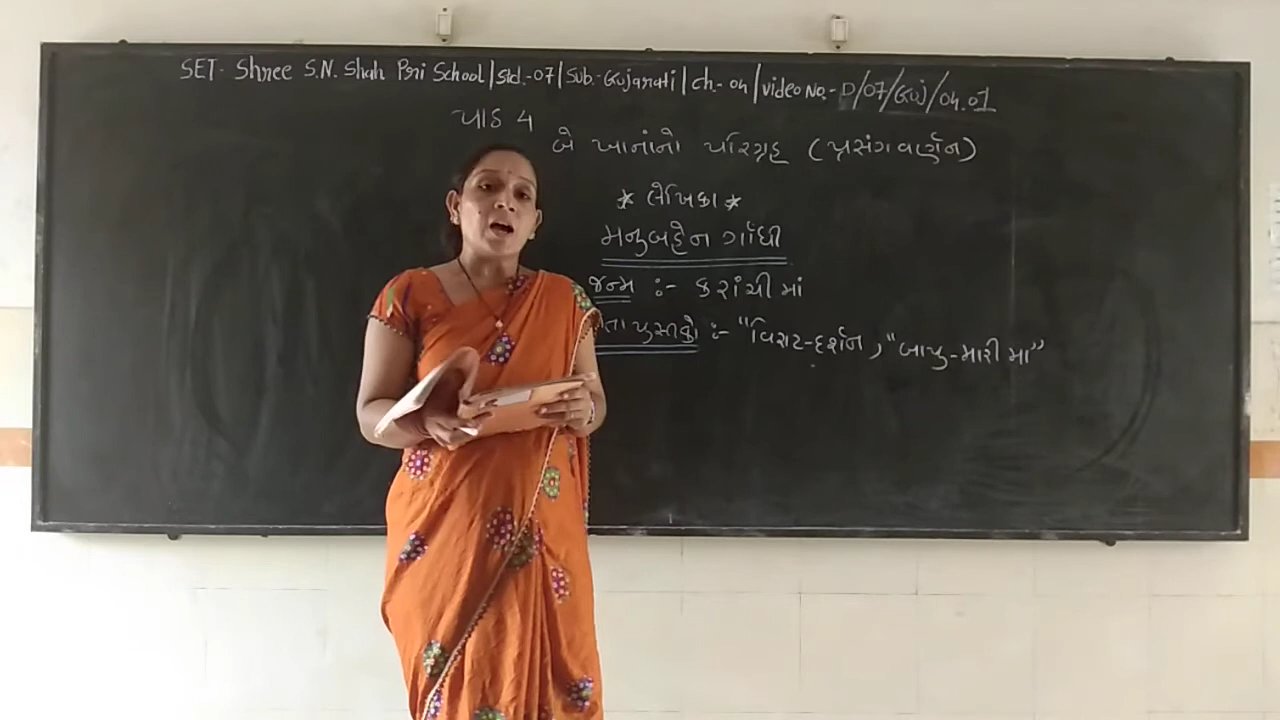 SET- Shree S.N. Shah Pri School/Std.-07/Sub.-Gujarati/ch.-04/video No.- D/07/Guj/04.01
પાઠ 4
બે ખાનાંનો પરિગ્રહ (પ્રસંગવર્ણન)
* લેખિકા *
મનુબહેન ગાંધી
જન્મ :- કરાંચીમાં
પુસ્તકો :- "વિરાટ-દર્શન, "બાપુ-મારી મા"